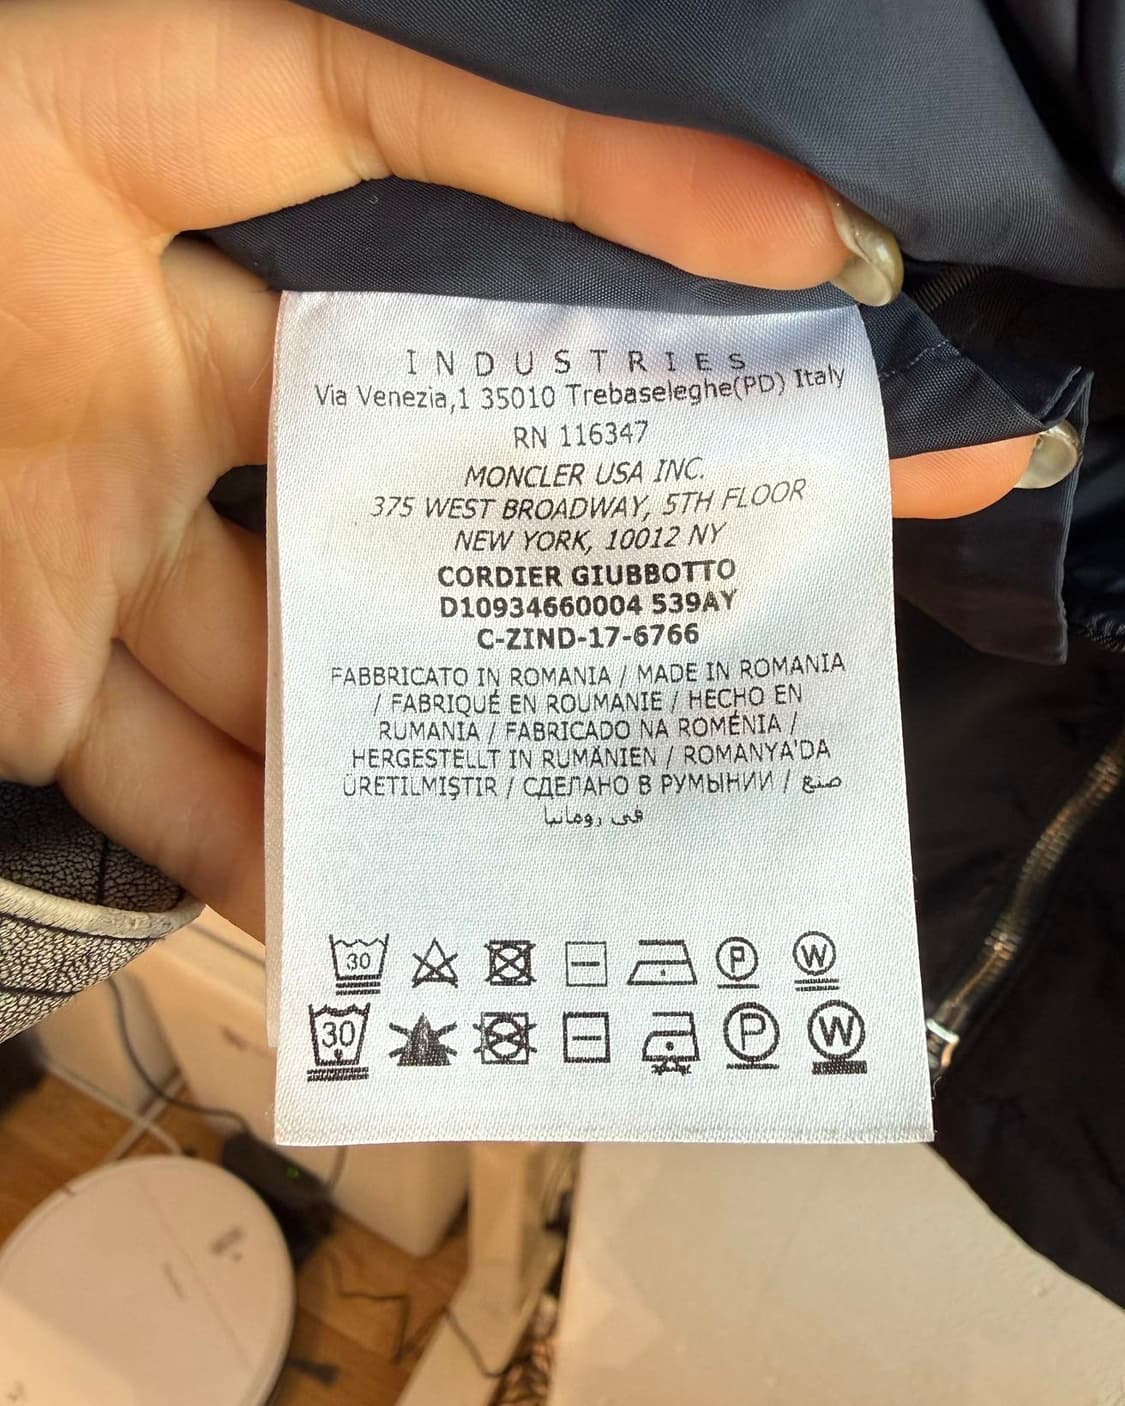 INDUSTRIES
Via Venezia,1 35010 Trebaseleghe(PD) Italy
RN 116347
MONCLER USA INC.
375 WEST BROADWAY, 5TH FLOOR
NEW YORK, 10012 NY
CORDIER GIUBBOTTO
D10934660004 539AY
C-ZIND-17-6766
FABBRICATO IN ROMANIA / MADE IN ROMANIA
/ FABRIQUÉ EN ROUMANIE / HECHO EN
RUMANIA / FABRICADO NA ROMÉNIA /
HERGESTELLT IN RUMÄNIEN / ROMANYA'DA
ÜRETILMIŞTIR / СДЕЛАНО В РУМЫНИИ / صنع
فى رومانيا
30 P W
30 P W